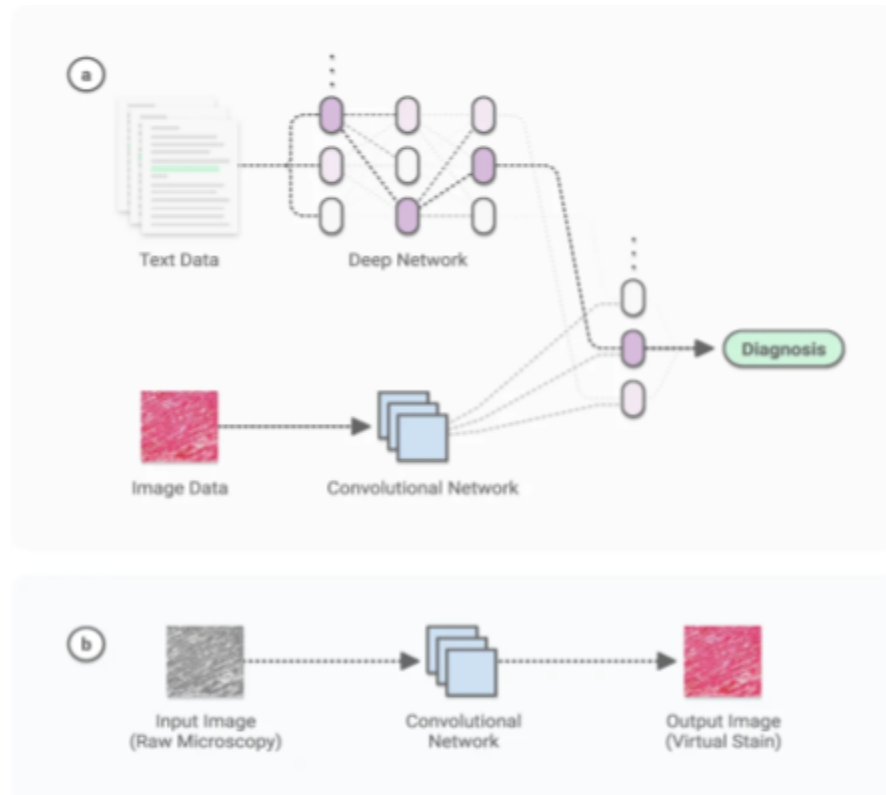 a
Text Data
Deep Network
Diagnosis
Image Data
Convolutional Network
b
Input Image
(Raw Microscopy)
Convolutional
Network
Output Image
(Virtual Stain)